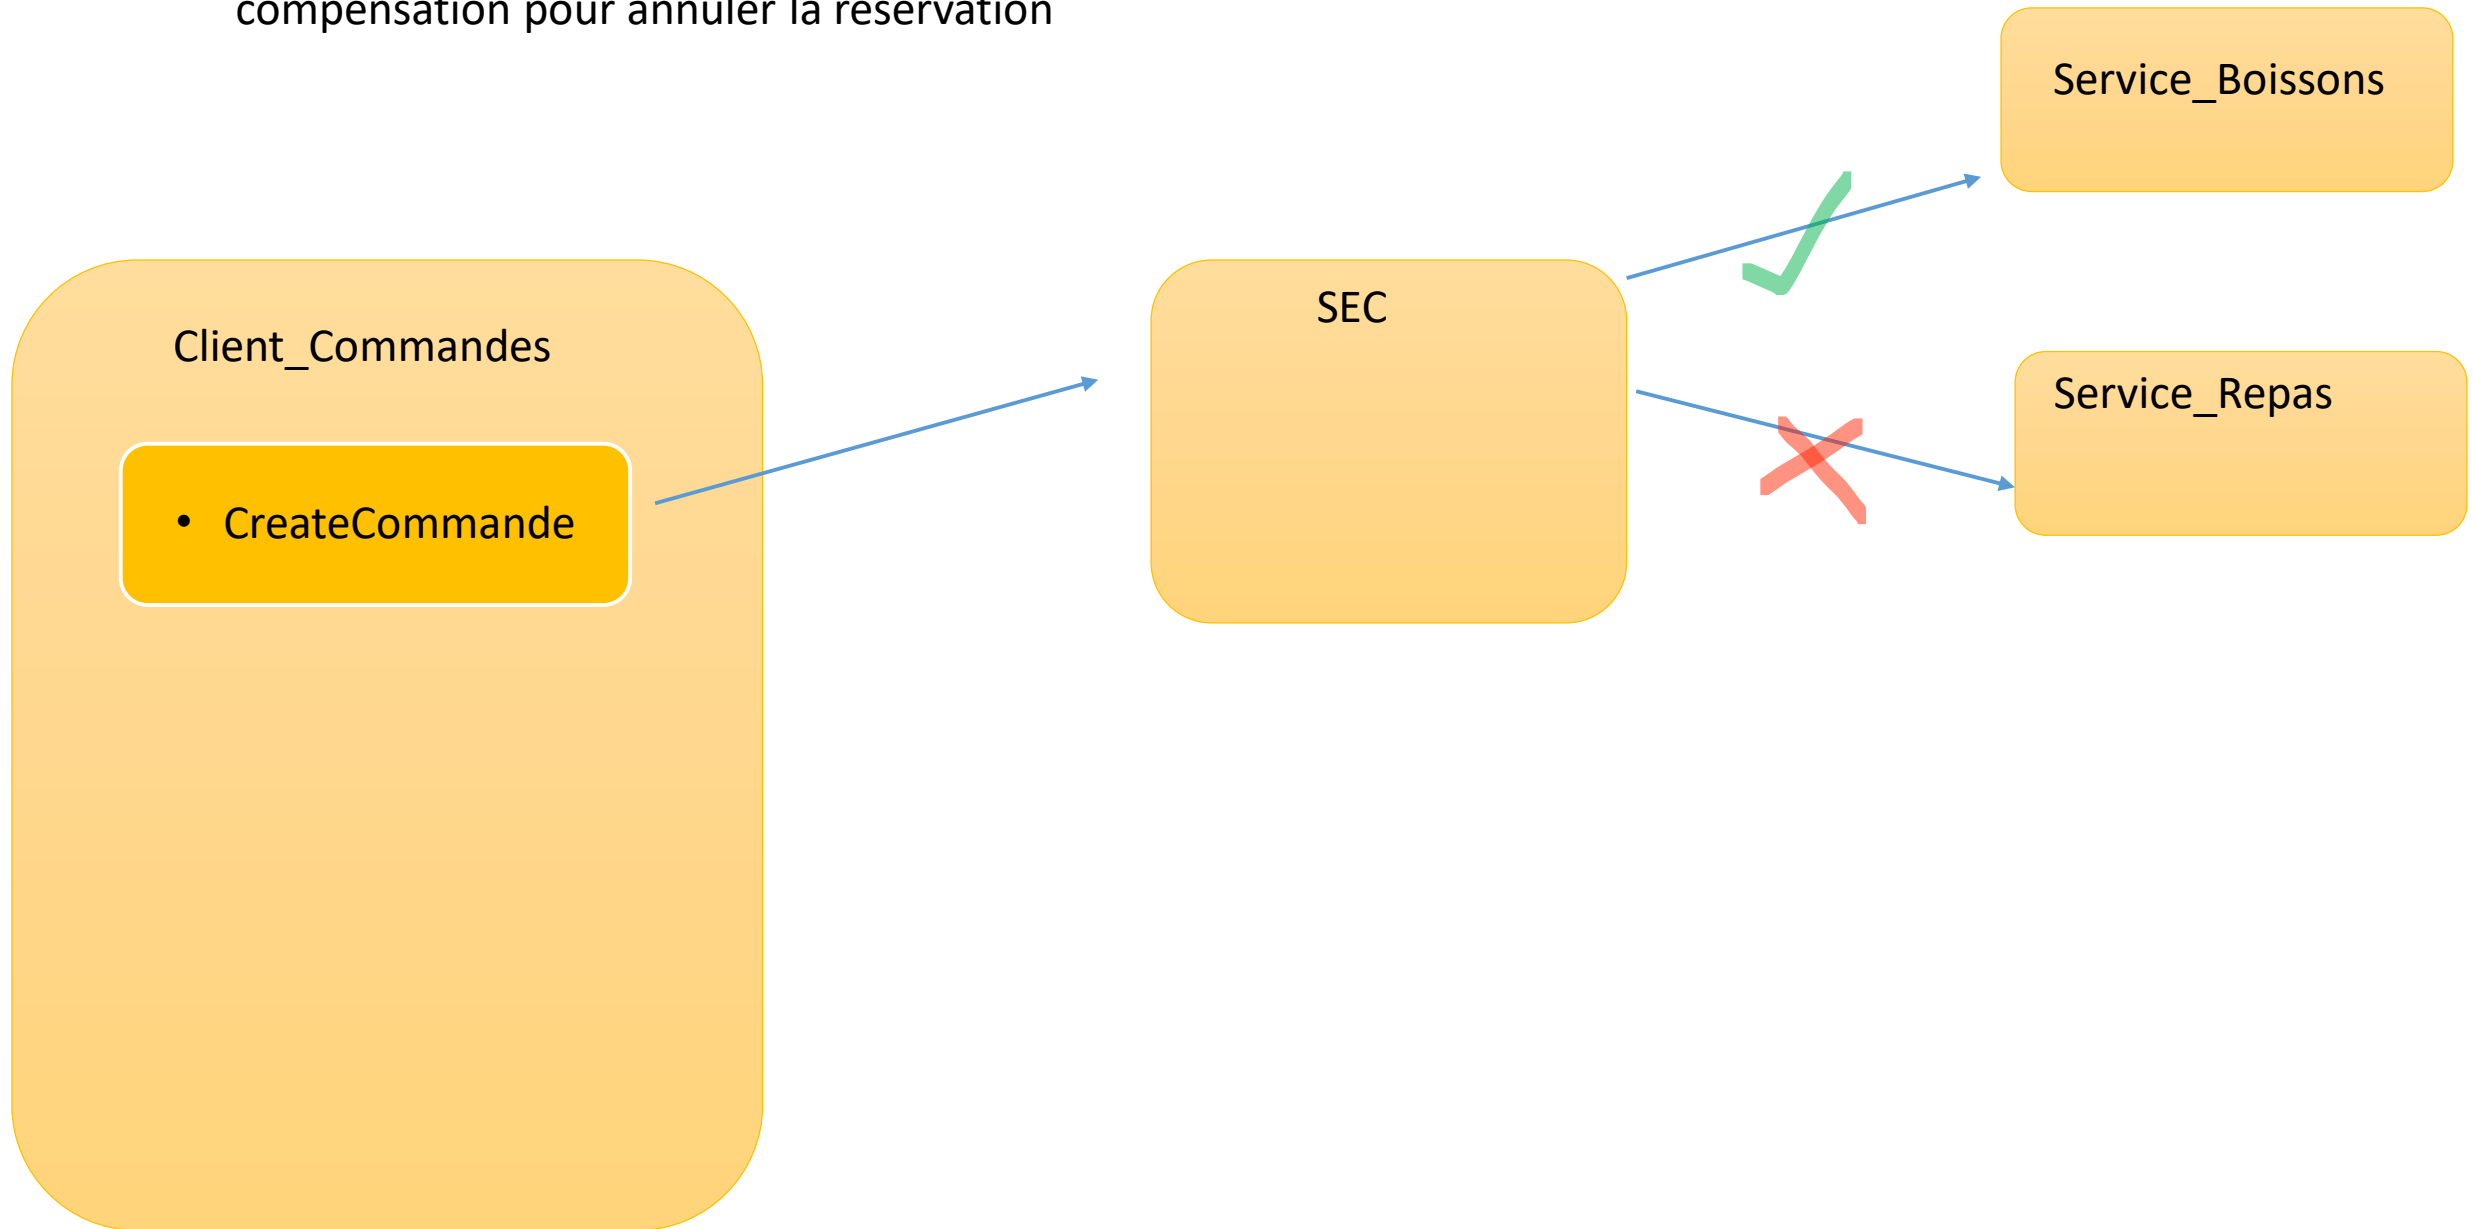 compensation pour annuler la réservation
Service_Boissons
SEC
Client_Commandes
Service_Repas
• CreateCommande